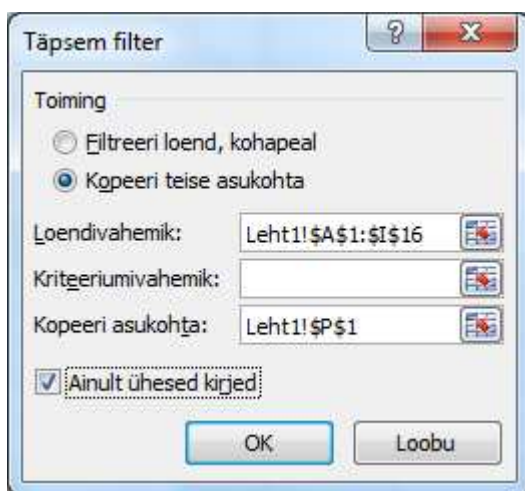 Täpsem filter
Toiming
Filtreeri loend, kohapeal
Kopeeri teise asukohta
Loendivahemik: Leht1!$A$1:$I$16
Kriteeriumivahemik:
Kopeeri asukohta: Leht1!$P$1
Ainult ühesed kirjed
OK Loobu